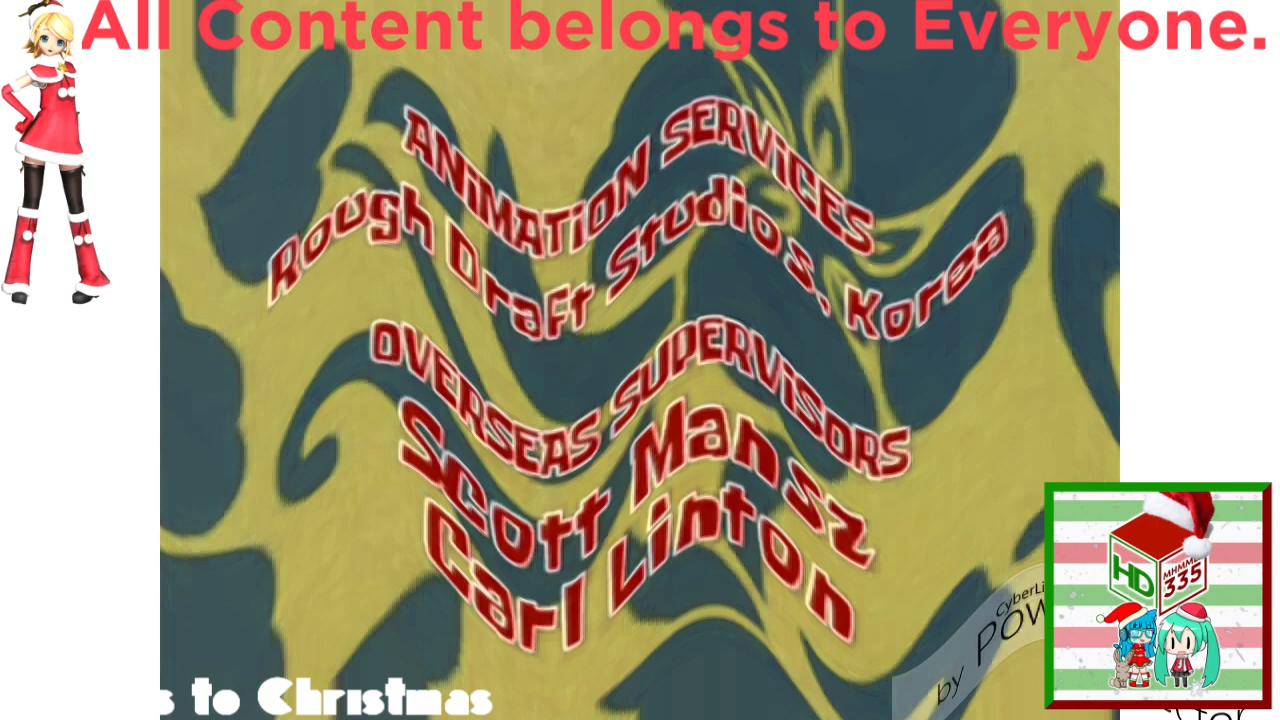 All Content belongs to Everyone.
ANiMATiON SERViCES
Rough Draft Studios, Korea
OVERSEAS SUPERViSORS
Scott Mansz
Carl Linton
by POW
HD
MHMML
335
s to Christmas